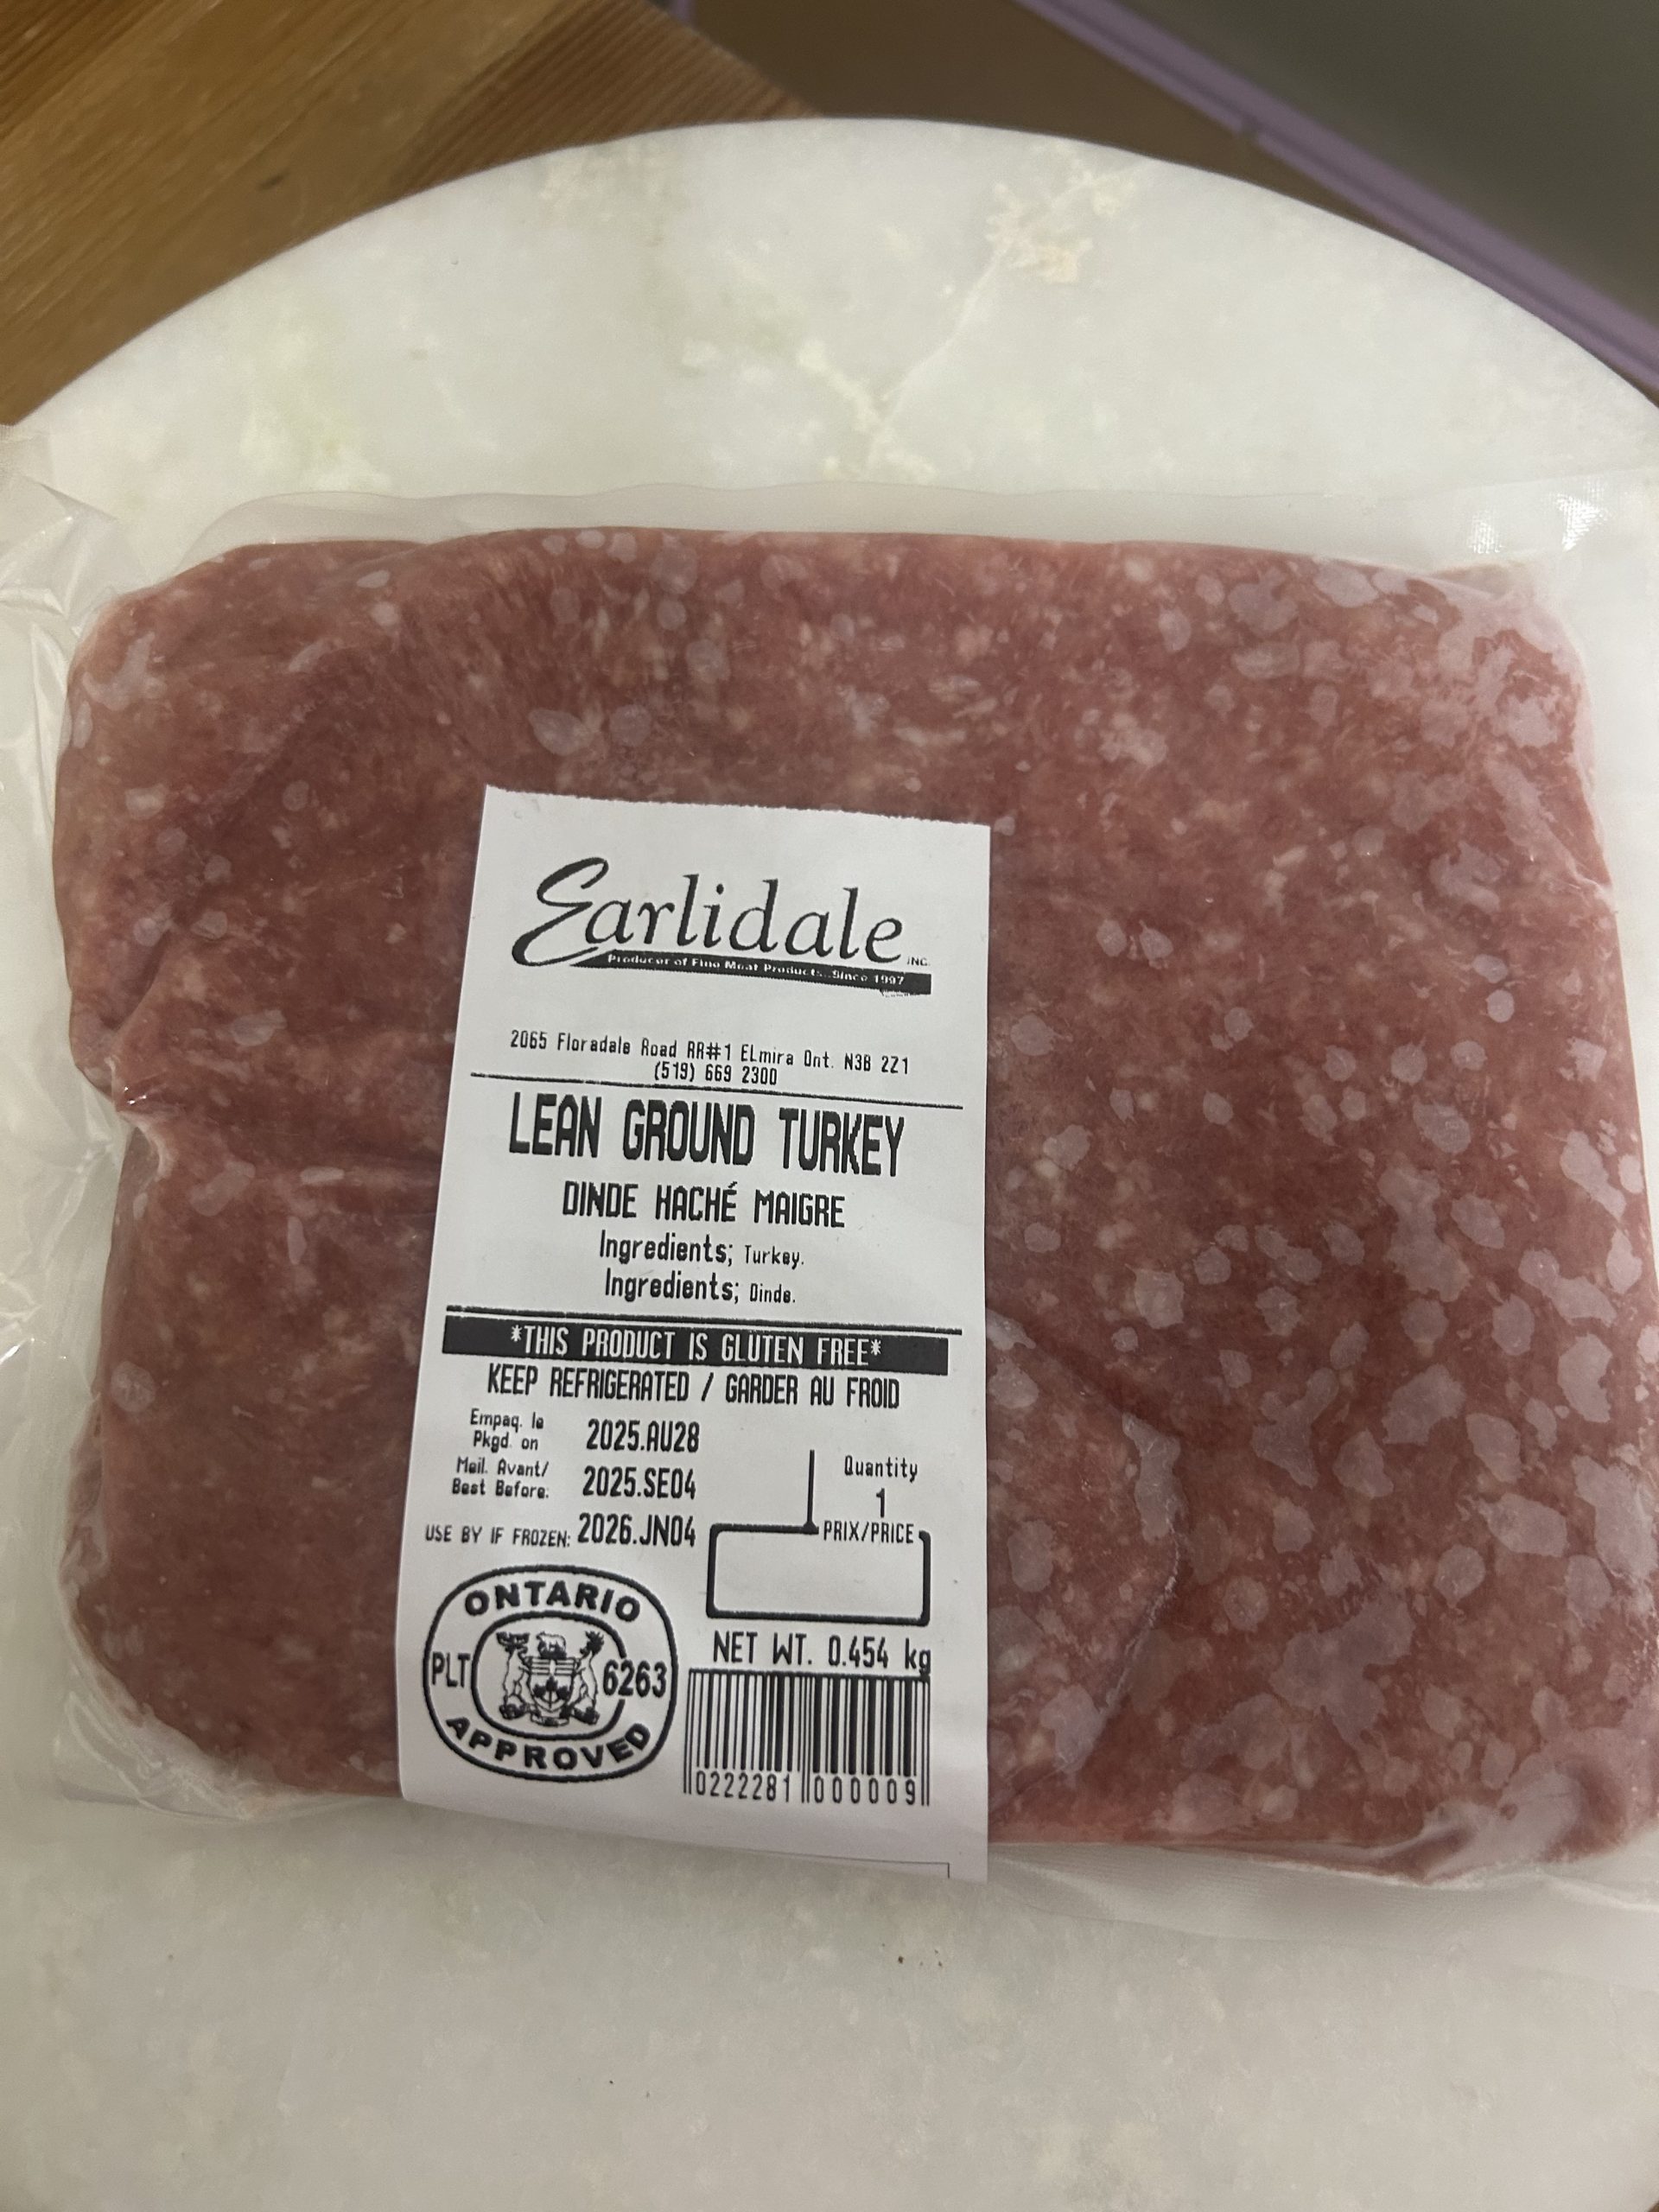 Earlidale INC.
Producer of Fine Meat Products...Since 1997
2065 Floradale Road RR#1 ELmira Ont. N3B 2Z1
(519) 669 2300
LEAN GROUND TURKEY
DINDE HACHÉ MAIGRE
Ingredients; Turkey.
Ingredients; Dinde.
*THIS PRODUCT IS GLUTEN FREE*
KEEP REFRIGERATED / GARDER AU FROID
Empaq. le
Pkgd. on 2025.AU28
Meil. Avant/
Best Before: 2025.SE04
USE BY IF FROZEN: 2026.JN04
Quantity
1
PRIX/PRICE
NET WT. 0.454 kg
ONTARIO
PLT 6263
APPROVED
0222281 000009